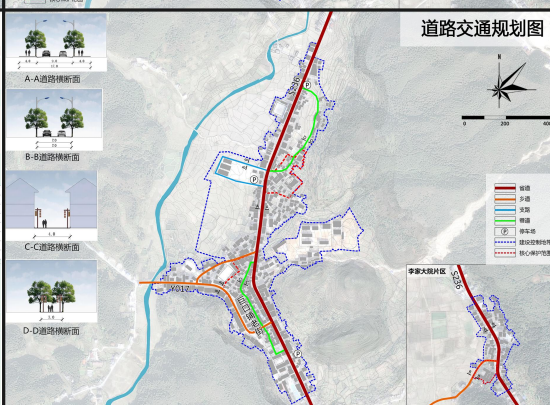 道路交通规划图
A-A道路横断面
B-B道路横断面
C-C道路横断面
D-D道路横断面
N
0 200 400
省道
乡道
支路
巷道
P 停车场
建设控制地带
核心保护范围
S236
P
P
Y017
P
李家大院片区
S236